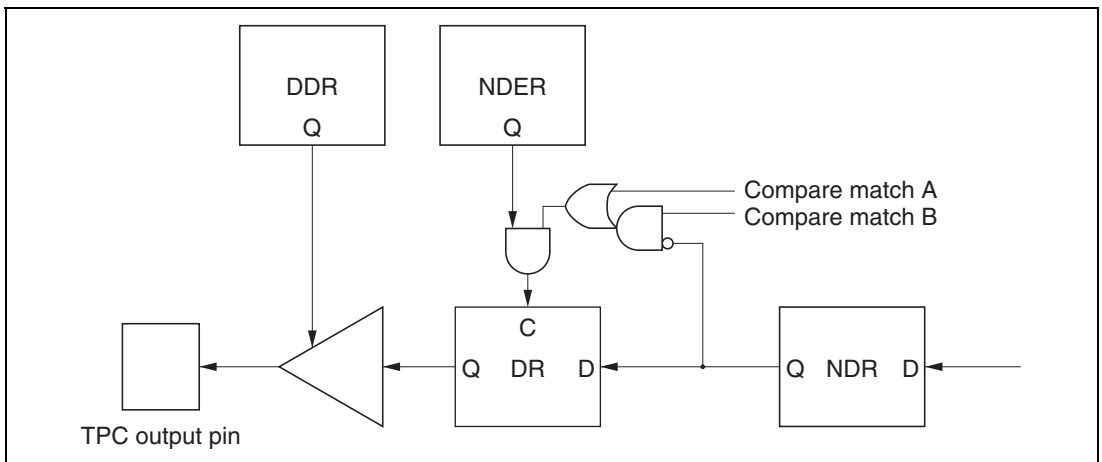 DDR
Q
NDER
Q
Compare match A
Compare match B
C
Q DR D
Q NDR D
TPC output pin